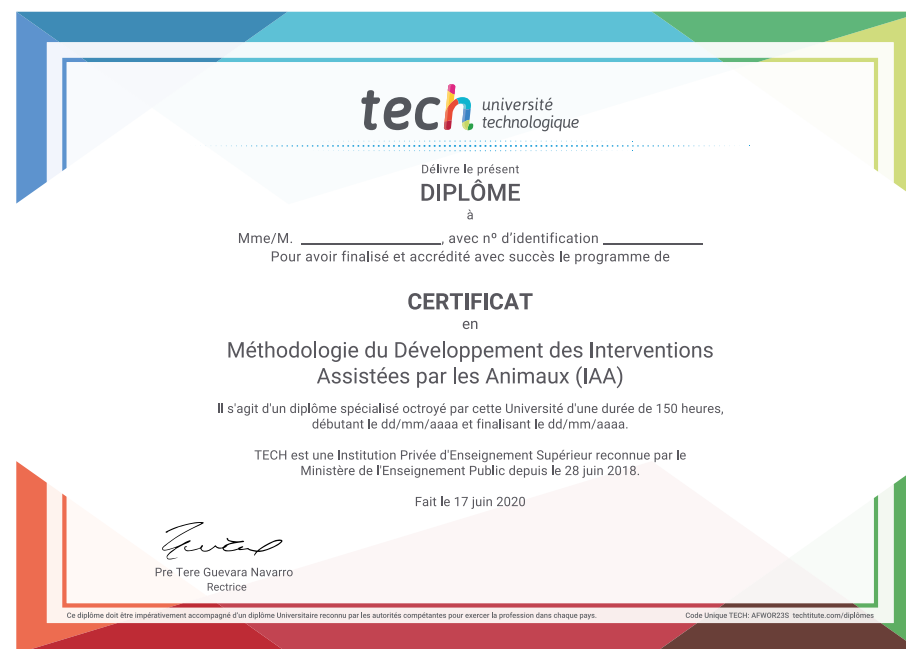 tech université
technologique
Délivre le présent
DIPLÔME
à
Mme/M. ____________________, avec nº d'identification ______________
Pour avoir finalisé et accrédité avec succès le programme de
CERTIFICAT
en
Méthodologie du Développement des Interventions
Assistées par les Animaux (IAA)
Il s'agit d'un diplôme spécialisé octroyé par cette Université d'une durée de 150 heures,
débutant le dd/mm/aaaa et finalisant le dd/mm/aaaa.
TECH est une Institution Privée d'Enseignement Supérieur reconnue par le
Ministère de l'Enseignement Public depuis le 28 juin 2018.
Fait le 17 juin 2020
Pre Tere Guevara Navarro
Rectrice
Ce diplôme doit être impérativement accompagné d'un diplôme Universitaire reconnu par les autorités compétentes pour exercer la profession dans chaque pays.
Code Unique TECH: AFWOR23S techtitute.com/diplômes